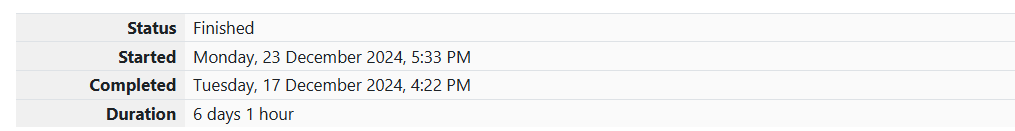 Status Finished
Started Monday, 23 December 2024, 5:33 PM
Completed Tuesday, 17 December 2024, 4:22 PM
Duration 6 days 1 hour